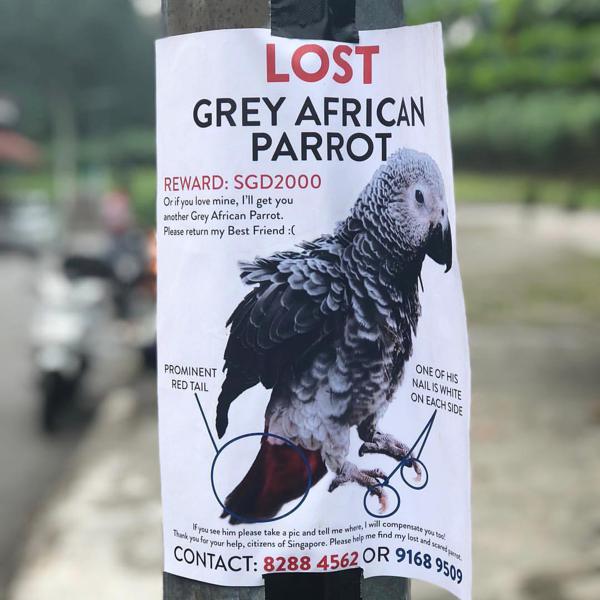 LOST
GREY AFRICAN
PARROT
REWARD: SGD2000
Or if you love mine, I'll get you
another Grey African Parrot.
Please return my Best Friend :(
PROMINENT
RED TAIL
ONE OF HIS
NAIL IS WHITE
ON EACH SIDE
If you see him please take a pic and tell me where, I will compensate you too!
Thank you for your help, citizens of Singapore. Please help me find my lost and scared parrot.
CONTACT: 8288 4562 OR 9168 9509